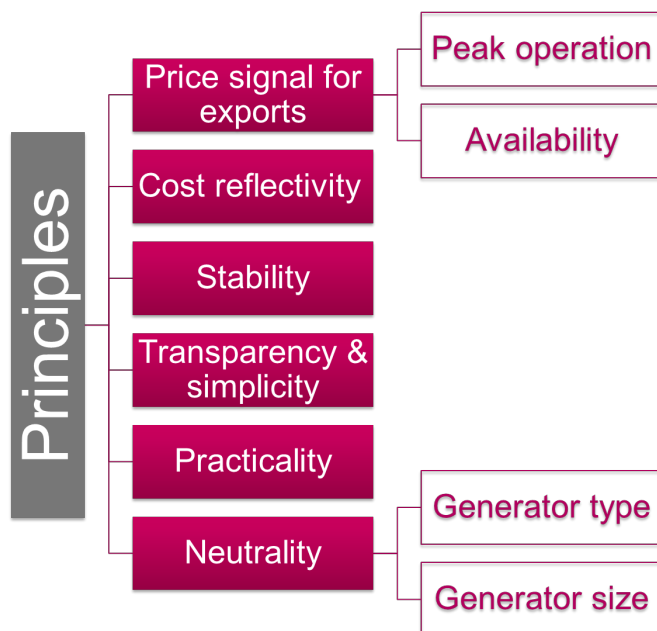 Principles
Price signal for
exports
Peak operation
Availability
Cost reflectivity
Stability
Transparency &
simplicity
Practicality
Neutrality
Generator type
Generator size